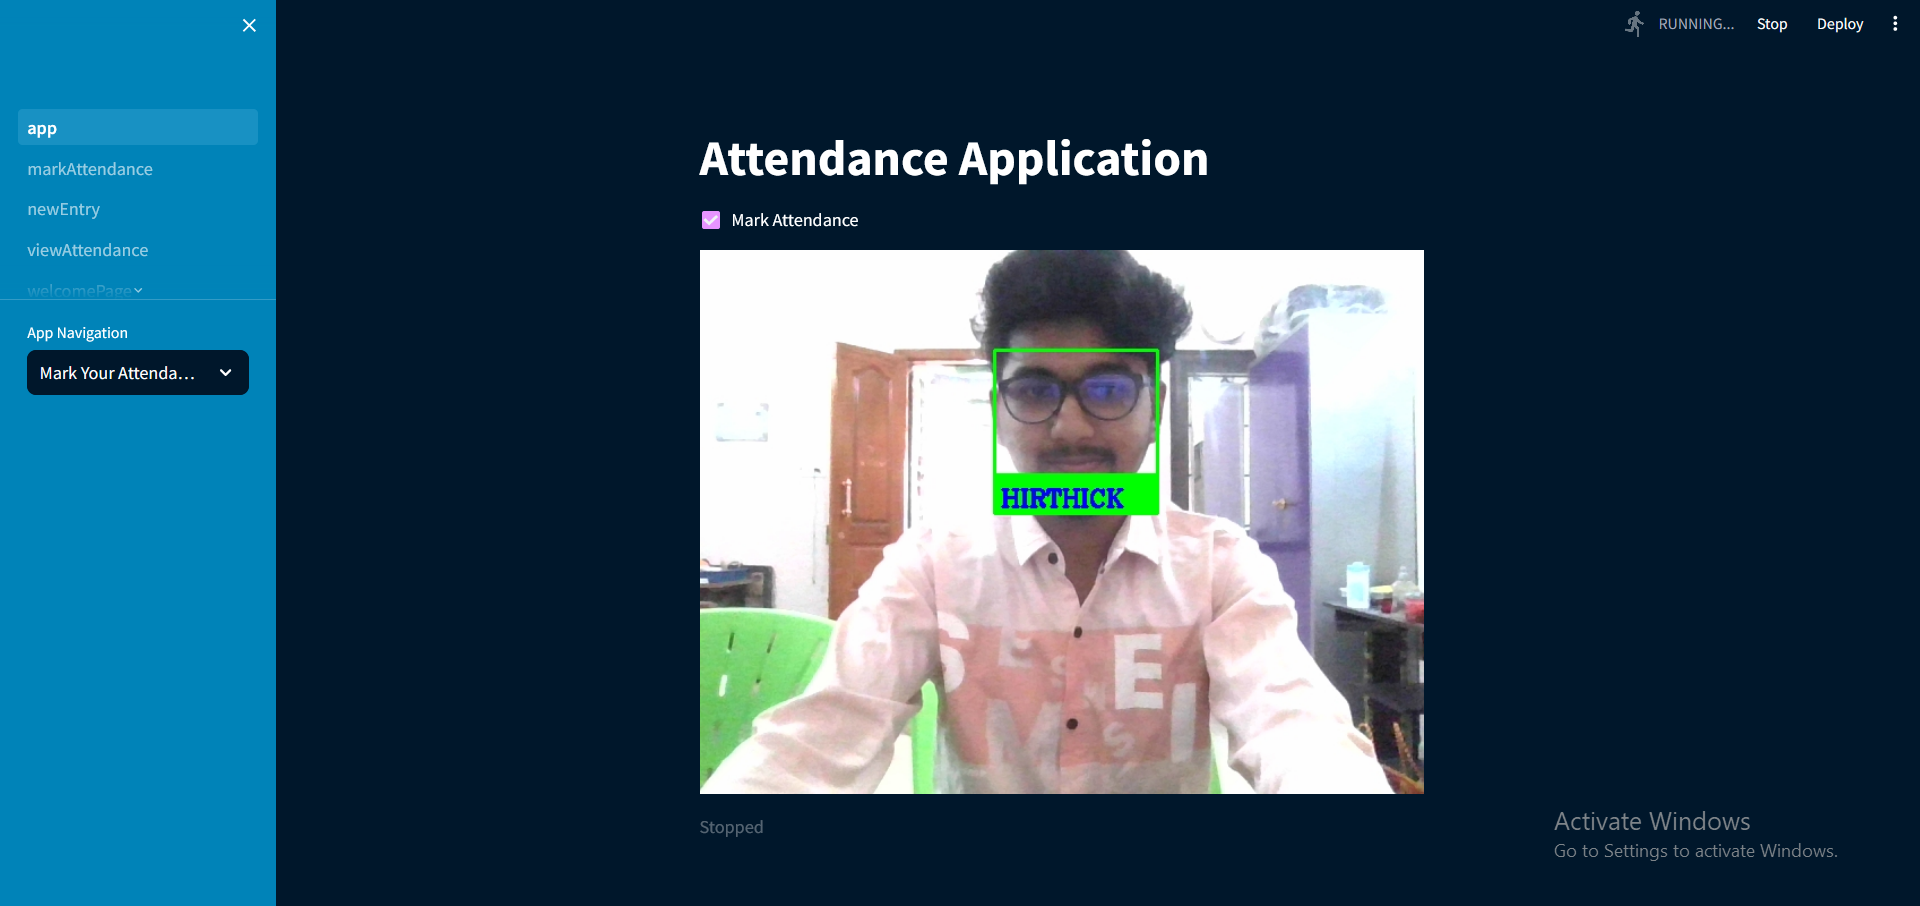 RUNNING...
Stop
Deploy
app
markAttendance
newEntry
viewAttendance
welcomePage
App Navigation
Mark Your Attenda...
Attendance Application
Mark Attendance
HIRTHICK
S
E
Stopped
Activate Windows
Go to Settings to activate Windows.